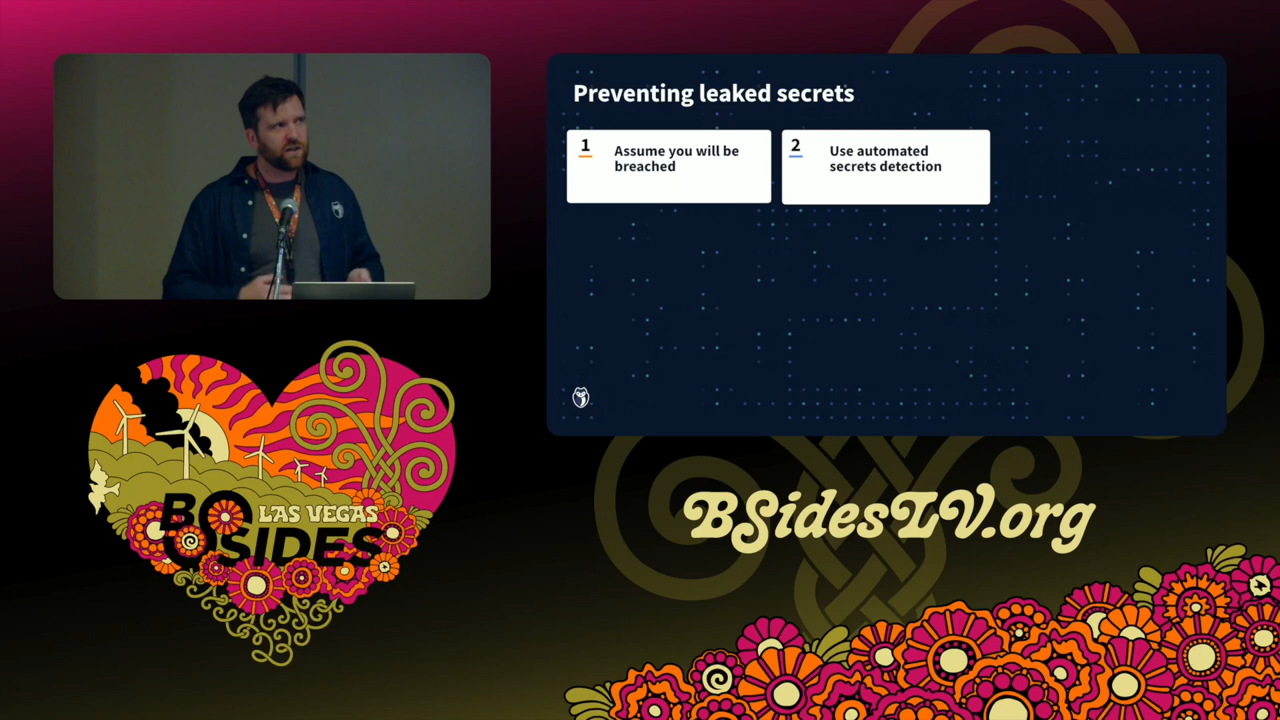 Preventing leaked secrets
1
Assume you will be
breached
2
Use automated
secrets detection
BSIDES
LAS VEGAS
BSidesLV.org